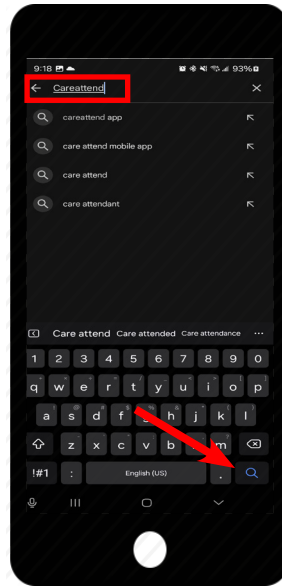 9:18 93%
Careattend
careattend app
care attend mobile app
care attend
care attendant
Care attend Care attended Care attendance ...
1 2 3 4 5 6 7 8 9 0
q w e r t y u i o p
a s d f g h j k l
z x c v b n m
!#1 : English (US) .